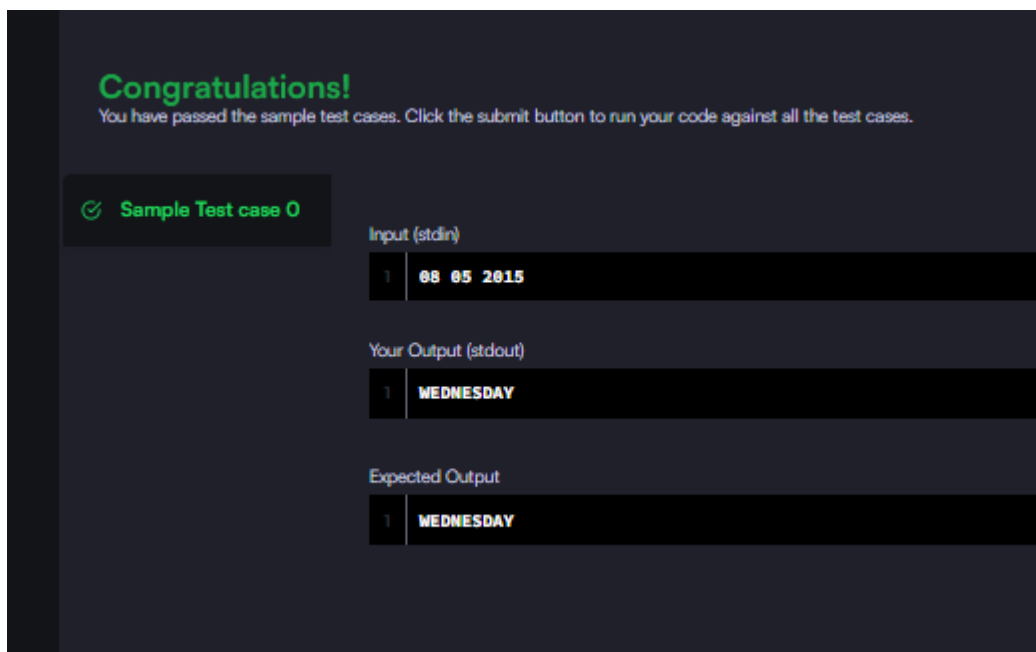 Congratulations!
You have passed the sample test cases. Click the submit button to run your code against all the test cases.
Sample Test case 0
Input (stdin)
1 08 05 2015
Your Output (stdout)
1 WEDNESDAY
Expected Output
1 WEDNESDAY